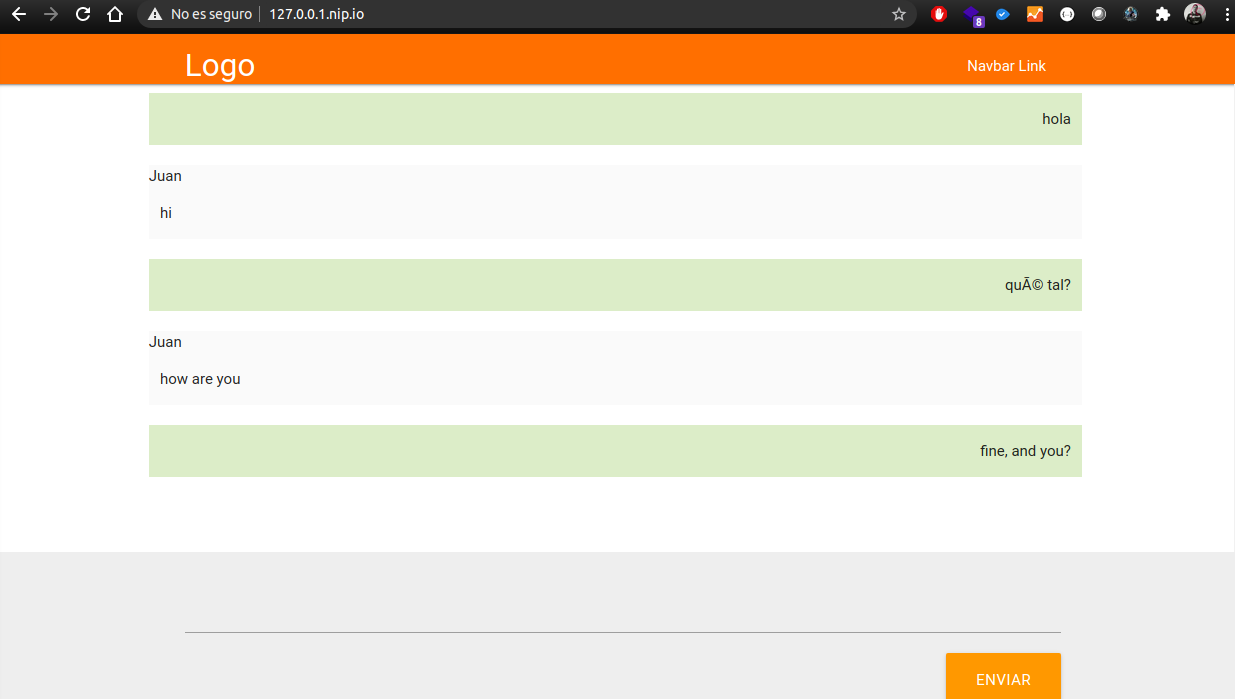 No es seguro 127.0.0.1.nip.io
8
Logo
Navbar Link
hola
Juan
hi
quÃ© tal?
Juan
how are you
fine, and you?
ENVIAR